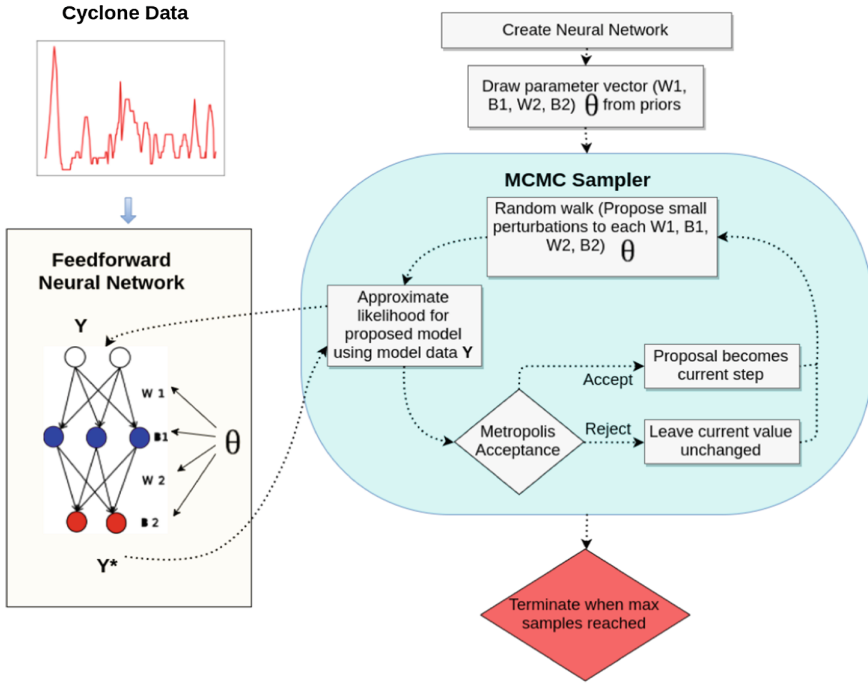 Cyclone Data
Feedforward
Neural Network
Y
W 1
B1
W 2
B 2
θ
Y*
Create Neural Network
Draw parameter vector (W1,
B1, W2, B2) θ from priors
MCMC Sampler
Random walk (Propose small
perturbations to each W1, B1,
W2, B2) θ
Approximate
likelihood for
proposed model
using model data Y
Metropolis
Acceptance
Accept
Proposal becomes
current step
Reject
Leave current value
unchanged
Terminate when max
samples reached